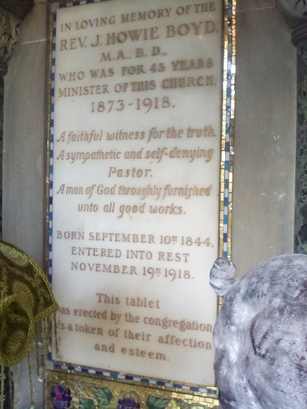 IN LOVING MEMORY OF THE
REV. J. HOWIE BOYD.
M.A., B.D.,
WHO WAS FOR 45 YEARS
MINISTER OF THIS CHURCH.
1873-1918.
A faithful witness for the truth.
A sympathetic and self-denying
Pastor.
A man of God throughly furnished
unto all good works.
BORN SEPTEMBER 10TH 1844,
ENTERED INTO REST
NOVEMBER 19TH 1918.
This tablet
was erected by the congregation
as a token of their affection
and esteem.